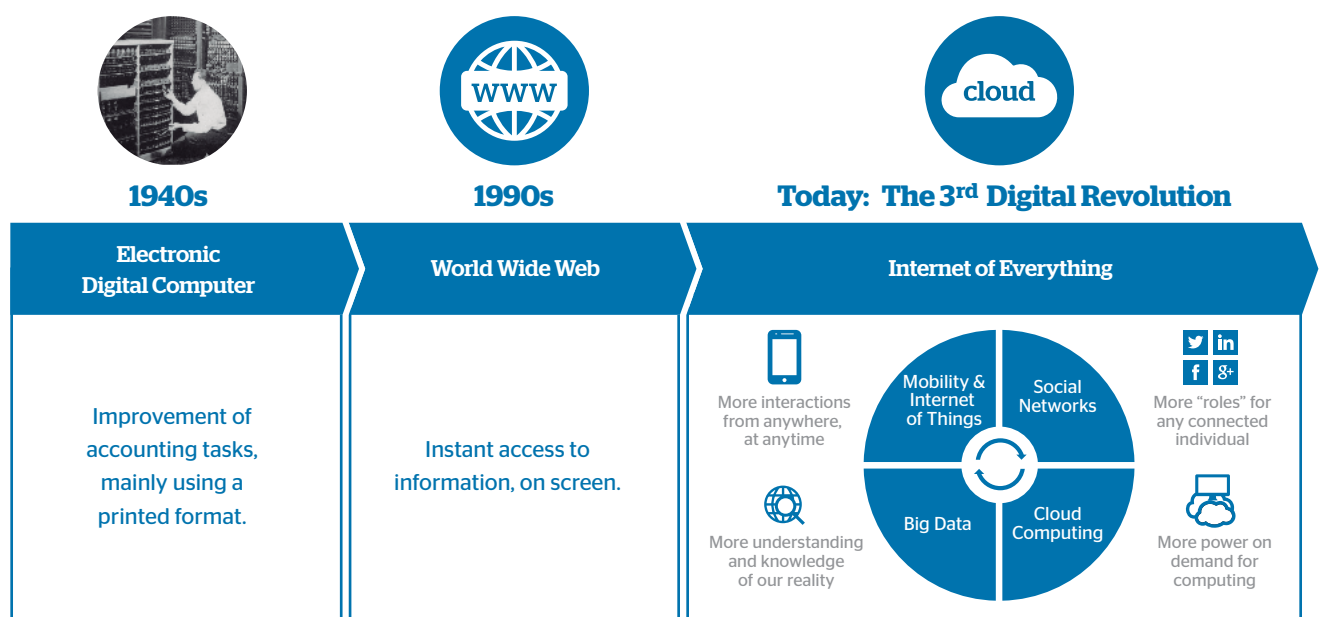 WWW
cloud
1940s
1990s
Today: The 3rd Digital Revolution
Electronic
Digital Computer
World Wide Web
Internet of Everything
Improvement of
accounting tasks,
mainly using a
printed format.
Instant access to
information, on screen.
More interactions
from anywhere,
at anytime
Mobility &
Internet
of Things
Social
Networks
in
f
g+
More "roles" for
any connected
individual
More understanding
and knowledge
of our reality
Big Data
Cloud
Computing
More power on
demand for
computing